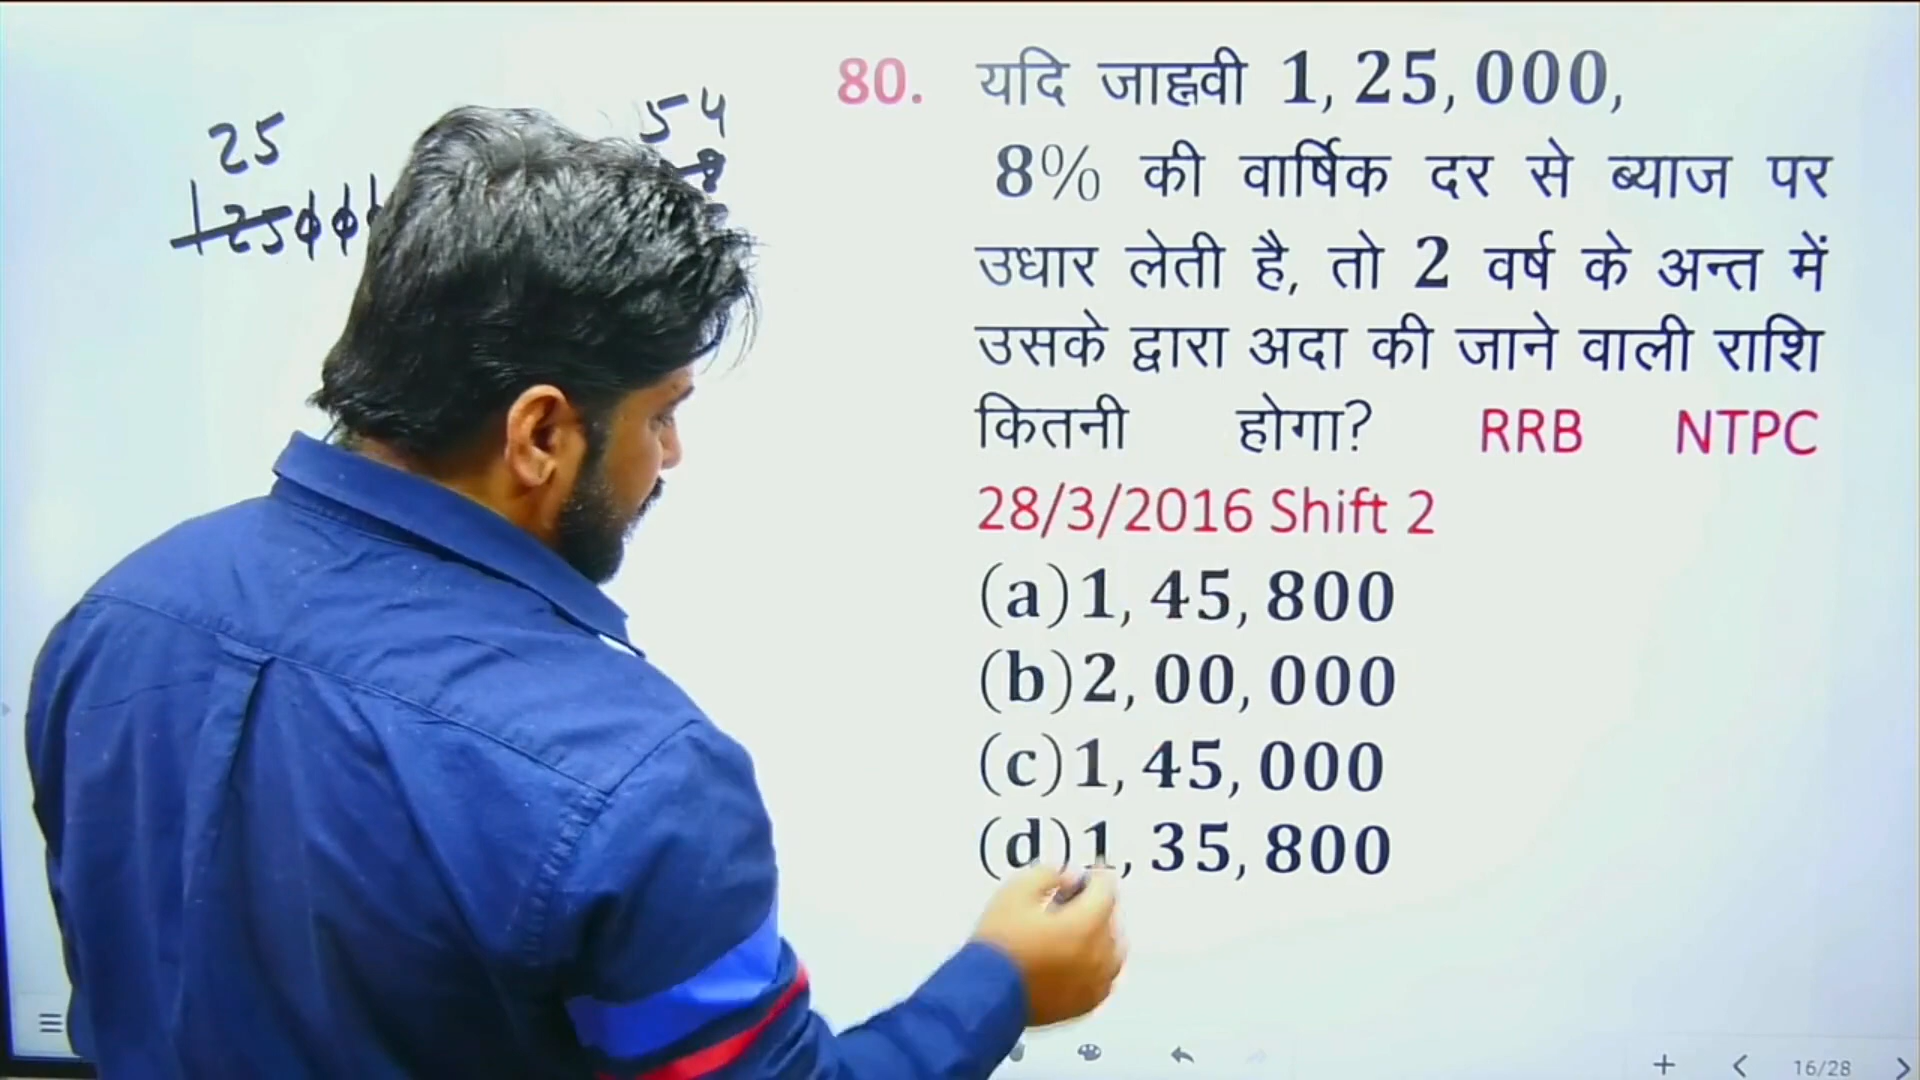 80. यदि जाह्नवी 1, 25, 000,
8% की वार्षिक दर से ब्याज पर
उधार लेती है, तो 2 वर्ष के अन्त में
उसके द्वारा अदा की जाने वाली राशि
कितनी होगा? RRB NTPC
28/3/2016 Shift 2
(a)1, 45, 800
(b)2, 00, 000
(c)1, 45, 000
(d)1, 35, 800
25
125000
54
16/28